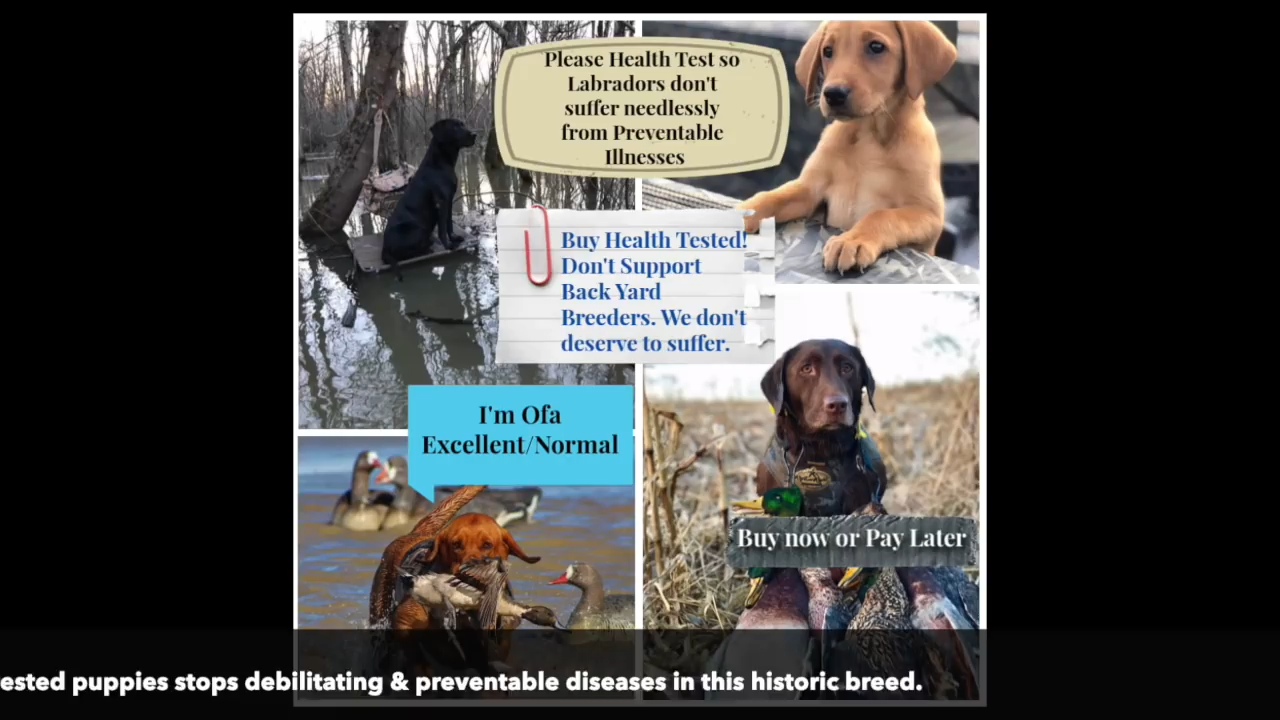 Please Health Test so
Labradors don't
suffer needlessly
from Preventable
Illnesses
Buy Health Tested!
Don't Support
Back Yard
Breeders. We don't
deserve to suffer.
I'm Ofa
Excellent/Normal
Buy now or Pay Later
ested puppies stops debilitating & preventable diseases in this historic breed.